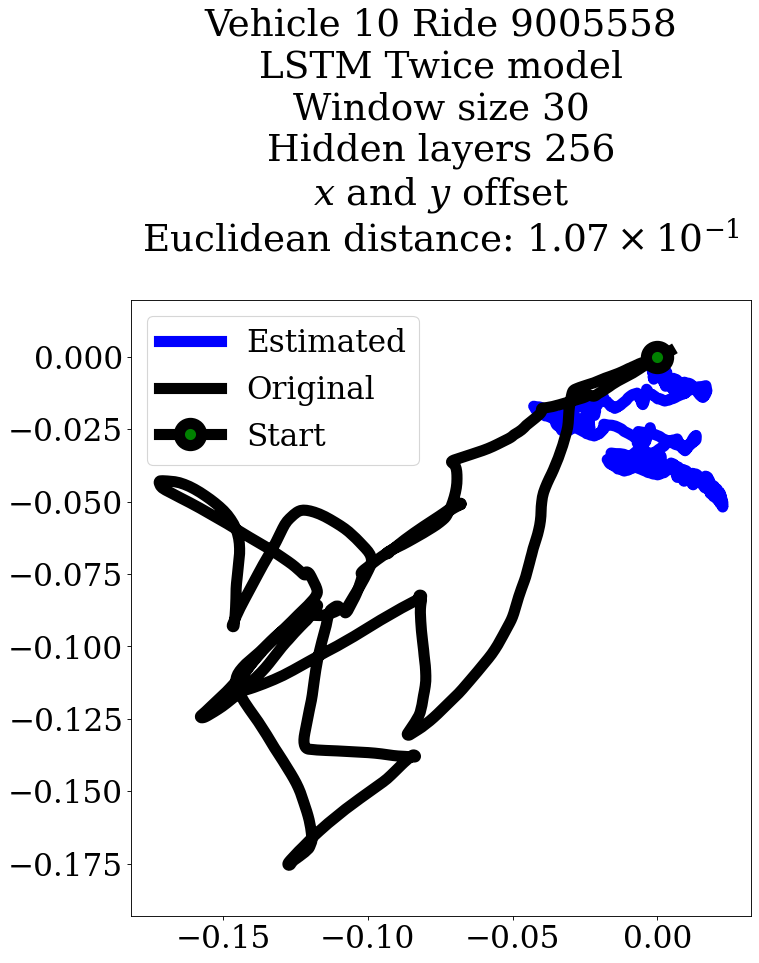 Vehicle 10 Ride 9005558
LSTM Twice model
Window size 30
Hidden layers 256
x and y offset
Euclidean distance: 1.07 × 10⁻¹
Estimated
Original
Start
0.000
−0.025
−0.050
−0.075
−0.100
−0.125
−0.150
−0.175
−0.15
−0.10
−0.05
0.00